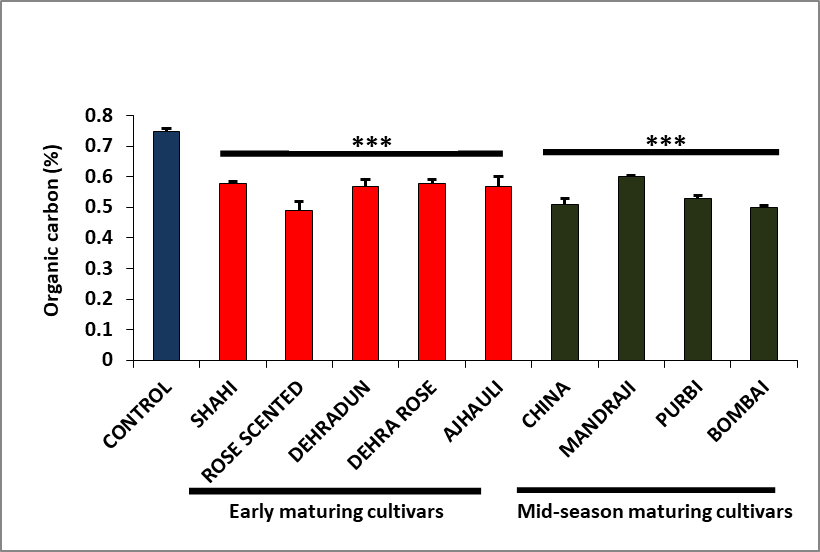 ***
***
Organic carbon (%)
0.8
0.7
0.6
0.5
0.4
0.3
0.2
0.1
0
CONTROL
SHAHI
ROSE SCENTED
DEHRADUN
DEHRA ROSE
AJHAULI
CHINA
MANDRAJI
PURBI
BOMBAI
Early maturing cultivars
Mid-season maturing cultivars